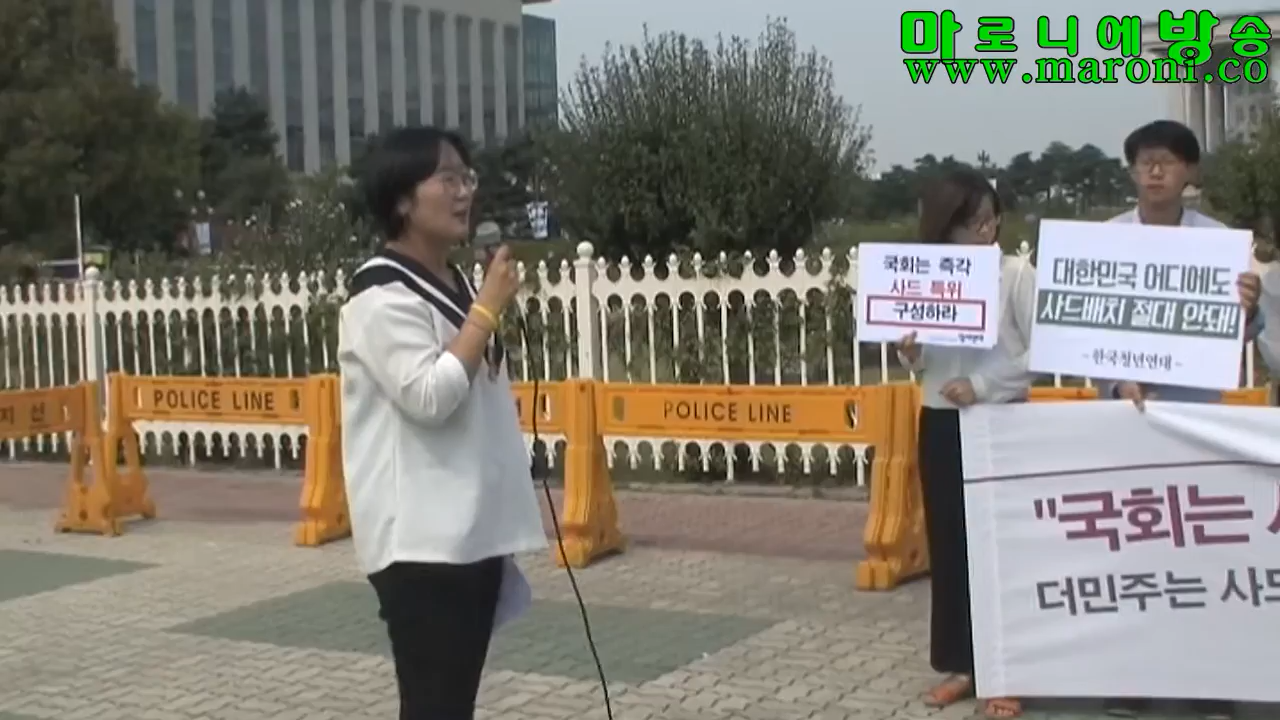 마로니에방송
www.maroni.co
국회는 즉각
사드 특위
구성하라
대한민국 어디에도
사드배치 절대 안돼!
-한국청년연대-
지선
POLICE LINE
POLICE LINE
"국회는
더민주는 사드